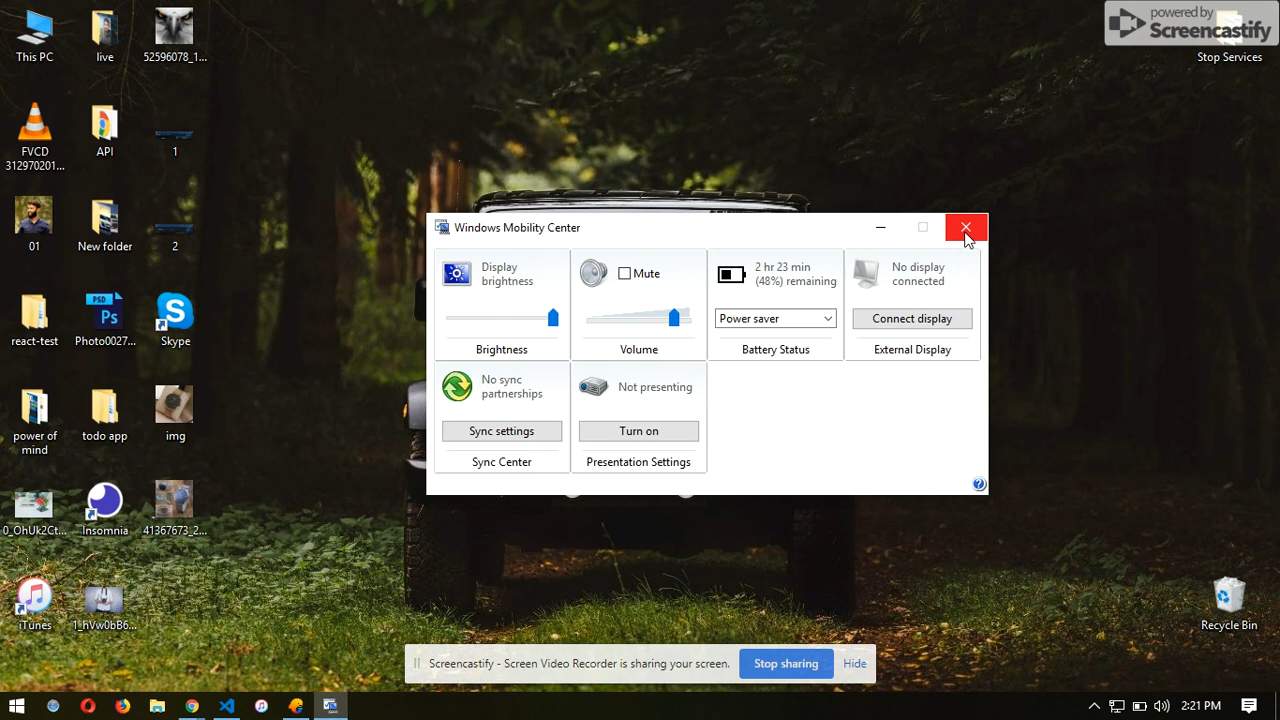 powered by
Screencastify
This PC
live
52596078_1...
Stop Services
FVCD
312970201...
API
1
01
New folder
2
react-test
PSD
Ps
Photo0027...
Skype
power of
mind
todo app
img
0_OhUk2Ct...
Insomnia
41367673_2...
iTunes
1_hVw0bB6...
Recycle Bin
Windows Mobility Center
Display
brightness
Brightness
Mute
Volume
2 hr 23 min
(48%) remaining
Power saver
Battery Status
No display
connected
Connect display
External Display
No sync
partnerships
Sync settings
Sync Center
Not presenting
Turn on
Presentation Settings
?
Screencastify - Screen Video Recorder is sharing your screen.
Stop sharing
Hide
2:21 PM